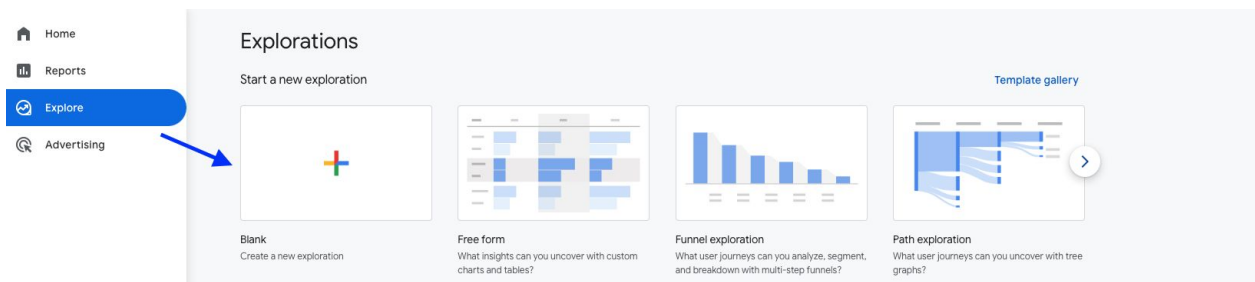 Home
Reports
Explore
Advertising
Explorations
Start a new exploration
Template gallery
Blank
Create a new exploration
Free form
What insights can you uncover with custom
charts and tables?
Funnel exploration
What user journeys can you analyze, segment,
and breakdown with multi-step funnels?
Path exploration
What user journeys can you uncover with tree
graphs?